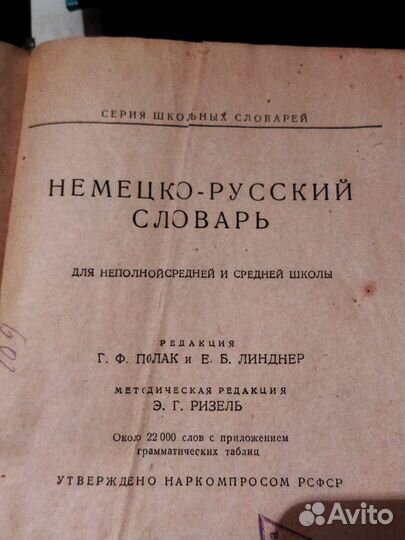 СЕРИЯ ШКОЛЬНЫХ СЛОВАРЕЙ
НЕМЕЦКО-РУССКИЙ
СЛОВАРЬ
ДЛЯ НЕПОЛНОЙСРЕДНЕЙ И СРЕДНЕЙ ШКОЛЫ
РЕДАКЦИЯ
Г. Ф. ПОЛАК и Е. Б. ЛИНДНЕР
МЕТОДИЧЕСКАЯ РЕДАКЦИЯ
Э. Г. РИЗЕЛЬ
Около 22 000 слов с приложением
грамматических таблиц
УТВЕРЖДЕНО НАРКОМПРОСОМ РСФСР
Avito